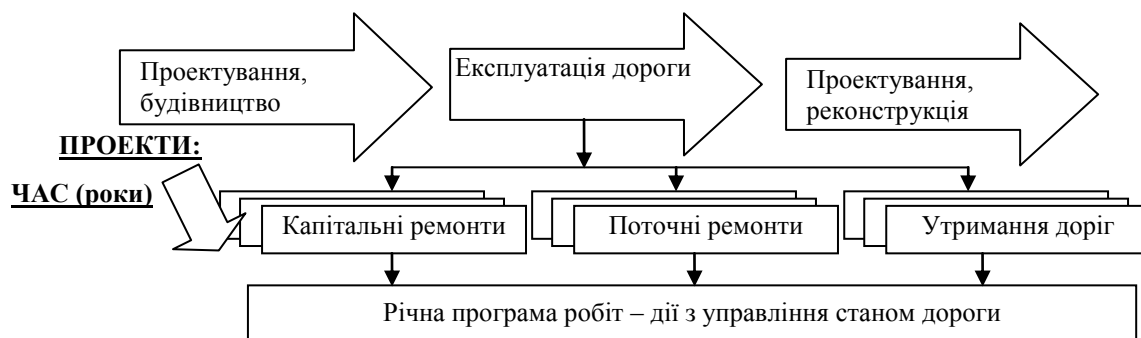 Проектування,
будівництво
Експлуатація дороги
Проектування,
реконструкція
ПРОЕКТИ:
ЧАС (роки)
Капітальні ремонти
Поточні ремонти
Утримання доріг
Річна програма робіт – дії з управління станом дороги